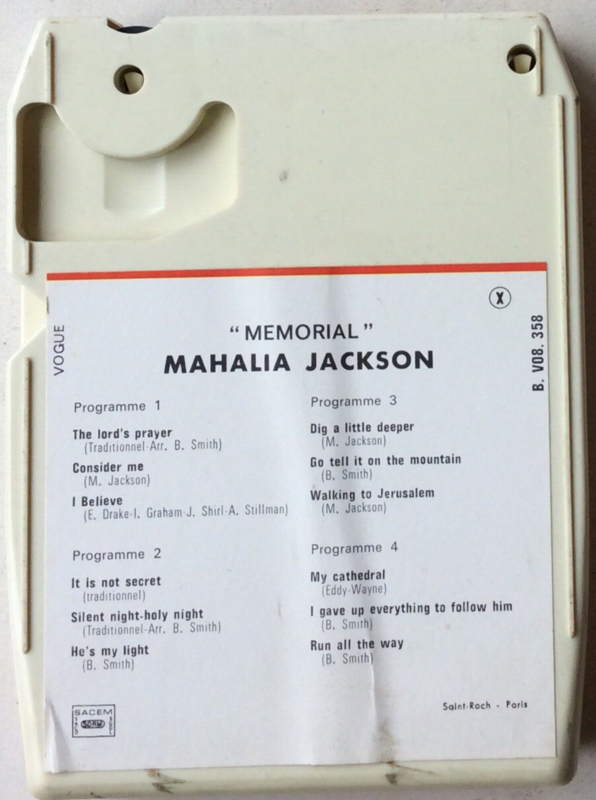 X
VOGUE
B. VO8. 358
“MEMORIAL”
MAHALIA JACKSON
Programme 1
The lord's prayer
(Traditionnel-Arr. B. Smith)
Consider me
(M. Jackson)
I Believe
(E. Drake-I. Graham-J. Shirl-A. Stillman)
Programme 2
It is not secret
(traditionnel)
Silent night-holy night
(Traditionnel-Arr. B. Smith)
He's my light
(B. Smith)
Programme 3
Dig a little deeper
(M. Jackson)
Go tell it on the mountain
(B. Smith)
Walking to Jerusalem
(M. Jackson)
Programme 4
My cathedral
(Eddy-Wayne)
I gave up everything to follow him
(B. Smith)
Run all the way
(B. Smith)
SACEM
Saint-Roch - Paris